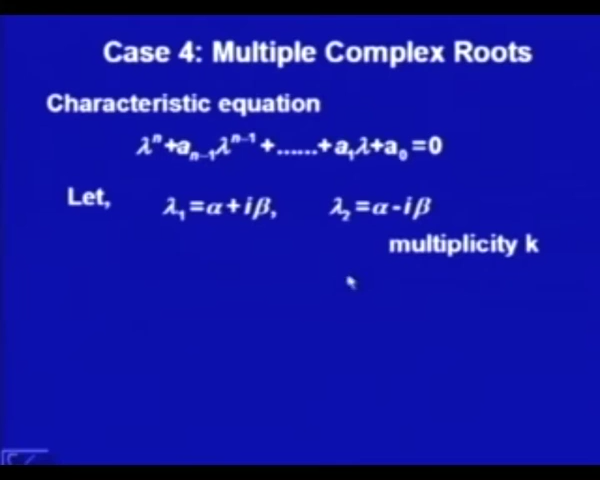 Case 4: Multiple Complex Roots
Characteristic equation
λⁿ+aₙ₋₁λⁿ⁻¹+......+a₁λ+a₀=0
Let, λ₁=α+iβ, λ₂=α-iβ
multiplicity k